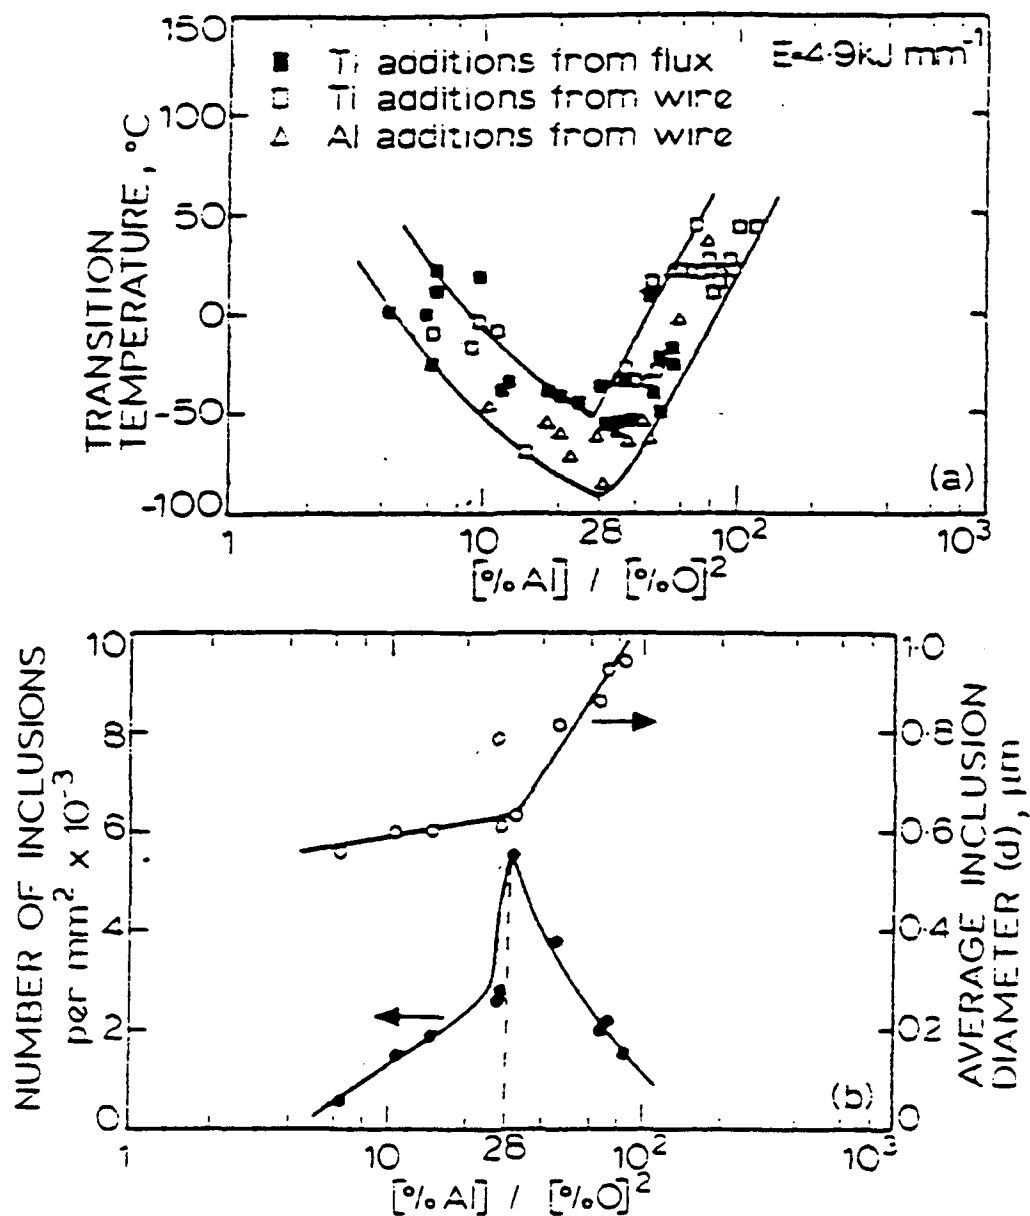 150
100
50
0
-50
-100
TRANSITION
TEMPERATURE, °C
■ Ti additions from flux
□ Ti additions from wire
△ Al additions from wire
E=4·9kJ mm⁻¹
(a)
1
10
28
10²
10³
[%Al] / [%O]²
10
8
6
4
2
0
NUMBER OF INCLUSIONS
per mm² x 10⁻³
1·0
0·8
0·6
0·4
0·2
0
AVERAGE INCLUSION
DIAMETER (d), μm
(b)
1
10
28
10²
10³
[%Al] / [%O]²